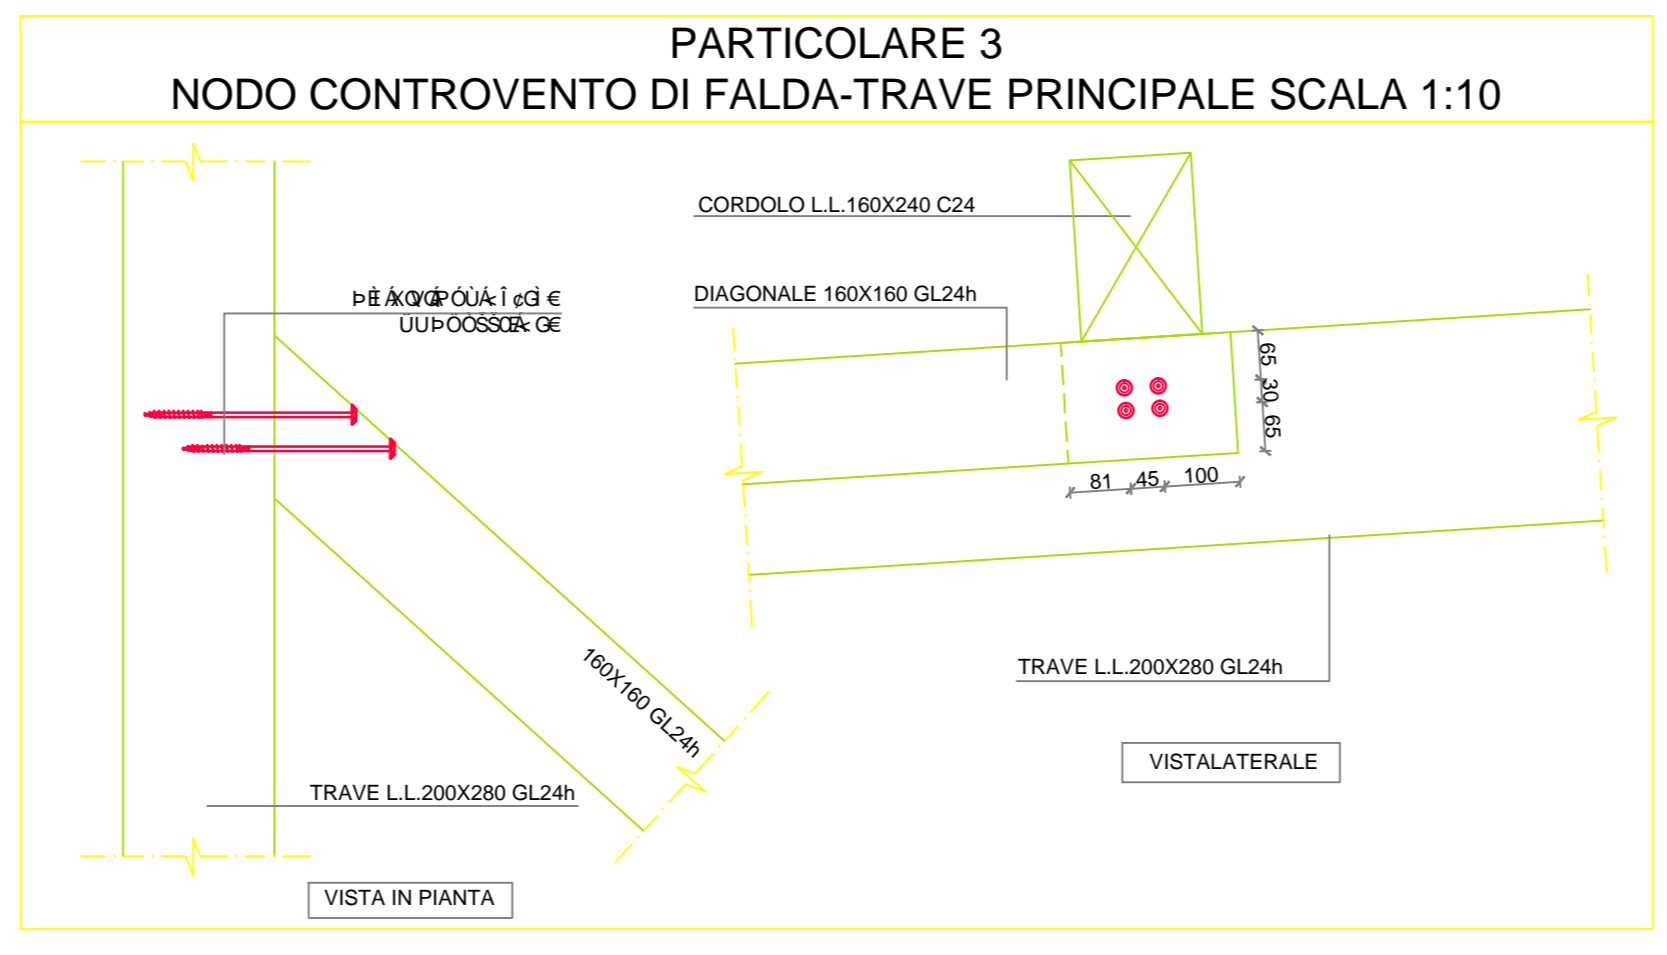 PARTICOLARE 3
NODO CONTROVENTO DI FALDA-TRAVE PRINCIPALE SCALA 1:10
CORDOLO L.L.160X240 C24
DIAGONALE 160X160 GL24h
65
30
65
81
45
100
160X160 GL24h
TRAVE L.L.200X280 GL24h
TRAVE L.L.200X280 GL24h
VISTALATERALE
VISTA IN PIANTA